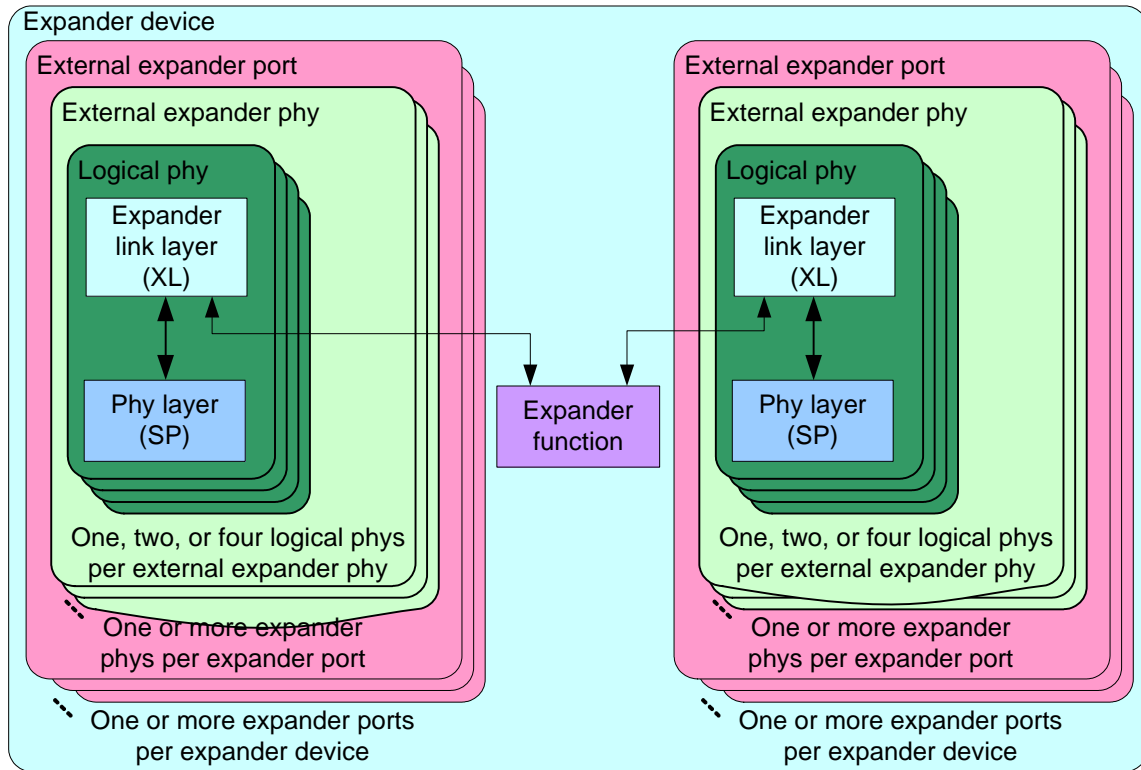 Expander device
External expander port
External expander phy
Logical phy
Expander
link layer
(XL)
Phy layer
(SP)
One, two, or four logical phys
per external expander phy
One or more expander
phys per expander port
One or more expander ports
per expander device
Expander
function
External expander port
External expander phy
Logical phy
Expander
link layer
(XL)
Phy layer
(SP)
One, two, or four logical phys
per external expander phy
One or more expander
phys per expander port
One or more expander ports
per expander device